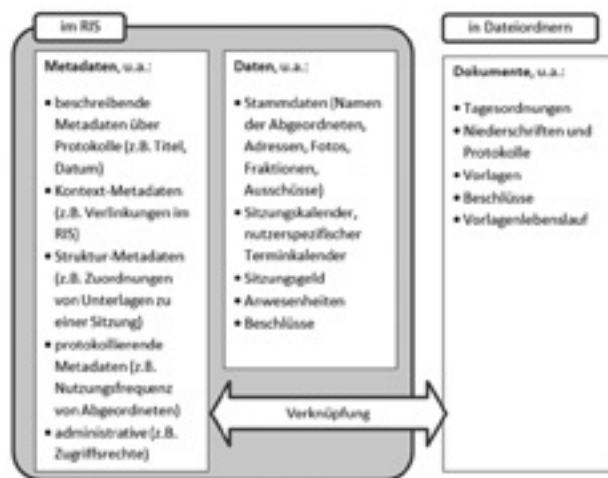 im RIS
Metadaten, u.a.:
• beschreibende
Metadaten über
Protokolle (z.B. Titel,
Datum)
• Kontext-Metadaten
(z.B. Verlinkungen im
RIS)
• Struktur-Metadaten
(z.B. Zuordnungen
von Unterlagen zu
einer Sitzung)
• protokollierende
Metadaten (z.B.
Nutzungsfrequenz
von Abgeordneten)
• administrative (z.B.
Zugriffsrechte)
Daten, u.a.:
• Stammdaten (Namen
der Abgeordneten,
Adressen, Fotos,
Fraktionen,
Ausschüsse)
• Sitzungskalender,
nutzerspezifischer
Terminkalender
• Sitzungsgeld
• Anwesenheiten
• Beschlüsse
Verknüpfung
in Dateiordnern
Dokumente, u.a.:
• Tagesordnungen
• Niederschriften und
Protokolle
• Vorlagen
• Beschlüsse
• Vorlagenlebenslauf